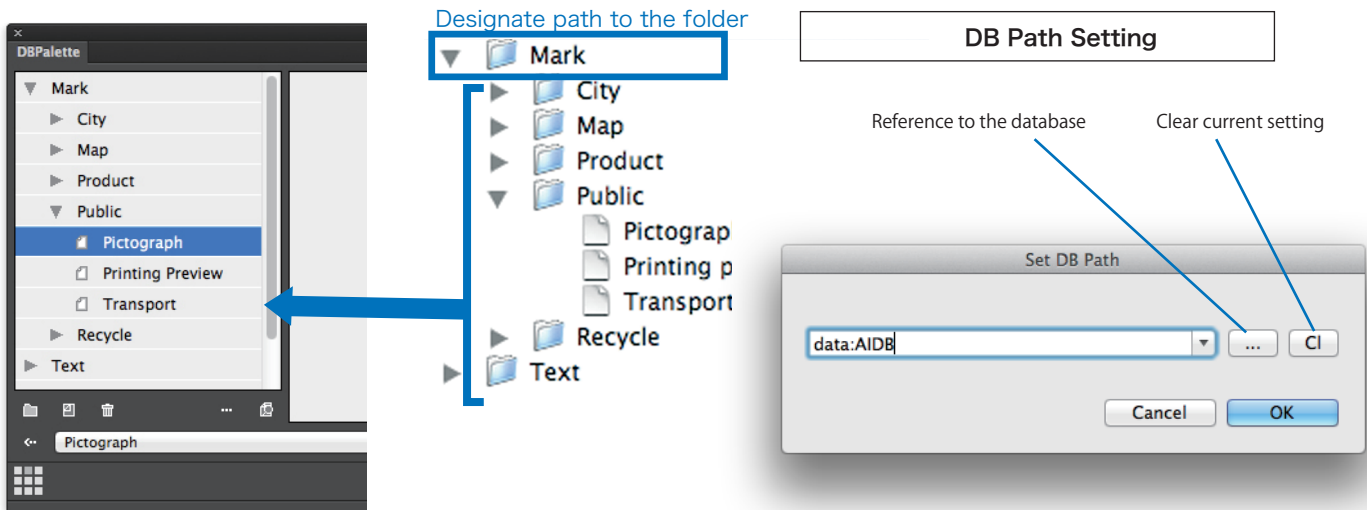 DBPalette
Mark
City
Map
Product
Public
Pictograph
Printing Preview
Transport
Recycle
Text
Pictograph
Designate path to the folder
Mark
City
Map
Product
Public
Pictograp
Printing p
Transport
Recycle
Text
DB Path Setting
Reference to the database
Clear current setting
Set DB Path
data:AIDB
...
Cl
Cancel
OK